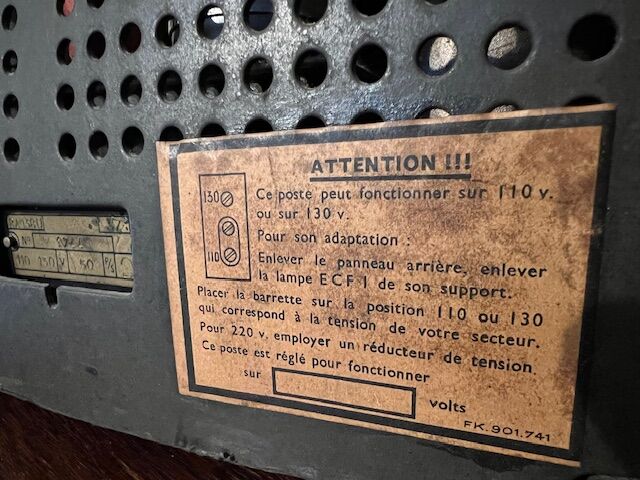 ATTENTION !!!
130
110
Ce poste peut fonctionner sur 110 v.
ou sur 130 v.
Pour son adaptation :
Enlever le panneau arrière, enlever
la lampe ECF 1 de son support.
Placer la barrette sur la position 110 ou 130
qui correspond à la tension de votre secteur.
Pour 220 v. employer un réducteur de tension.
Ce poste est réglé pour fonctionner
sur volts
FK.901.741
Nº
50